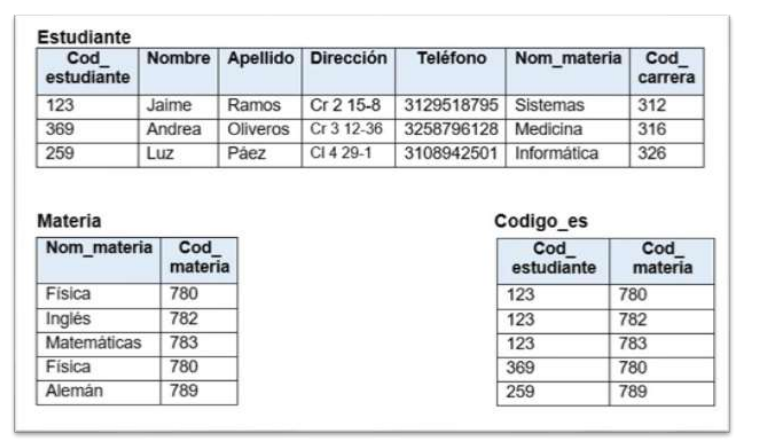 Estudiante
Cod_ estudiante Nombre Apellido Dirección Teléfono Nom_materia Cod_ carrera
123 Jaime Ramos Cr 2 15-8 3129518795 Sistemas 312
369 Andrea Oliveros Cr 3 12-36 3258796128 Medicina 316
259 Luz Páez Cl 4 29-1 3108942501 Informática 326
Materia
Nom_materia Cod_ materia
Física 780
Inglés 782
Matemáticas 783
Física 780
Alemán 789
Codigo_es
Cod_ estudiante Cod_ materia
123 780
123 782
123 783
369 780
259 789